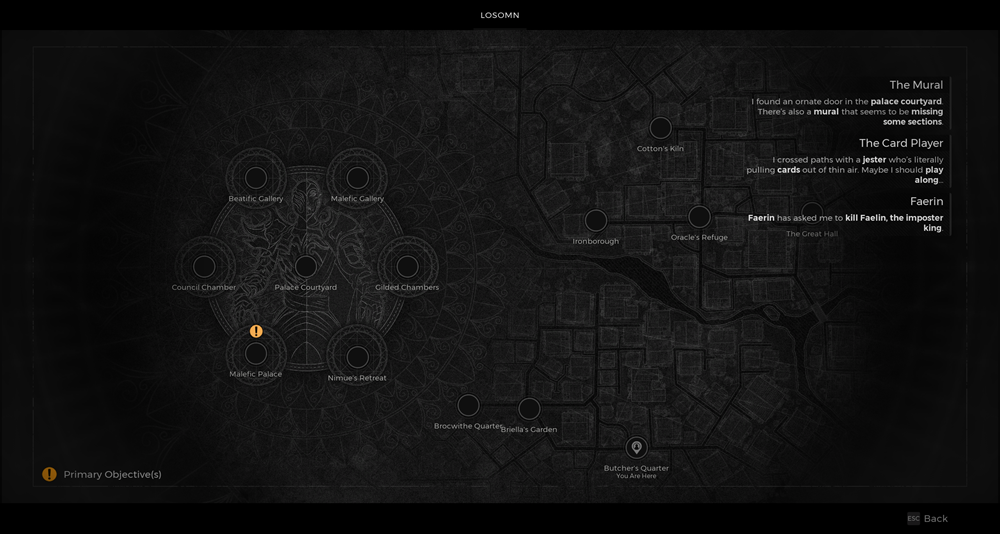 LOSOMN
The Mural
I found an ornate door in the palace courtyard.
There's also a mural that seems to be missing
some sections.
The Card Player
I crossed paths with a jester who's literally
pulling cards out of thin air. Maybe I should play
along...
Faerin
Faerin has asked me to kill Faelin, the imposter
king.
Cotton's Kiln
Beatific Gallery
Malefic Gallery
Ironborough
Oracle's Refuge
The Great Hall
Council Chamber
Palace Courtyard
Gilded Chambers
!
Malefic Palace
Nimue's Retreat
Brocwithe Quarter
Briella's Garden
Butcher's Quarter
You Are Here
! Primary Objective(s)
ESC Back